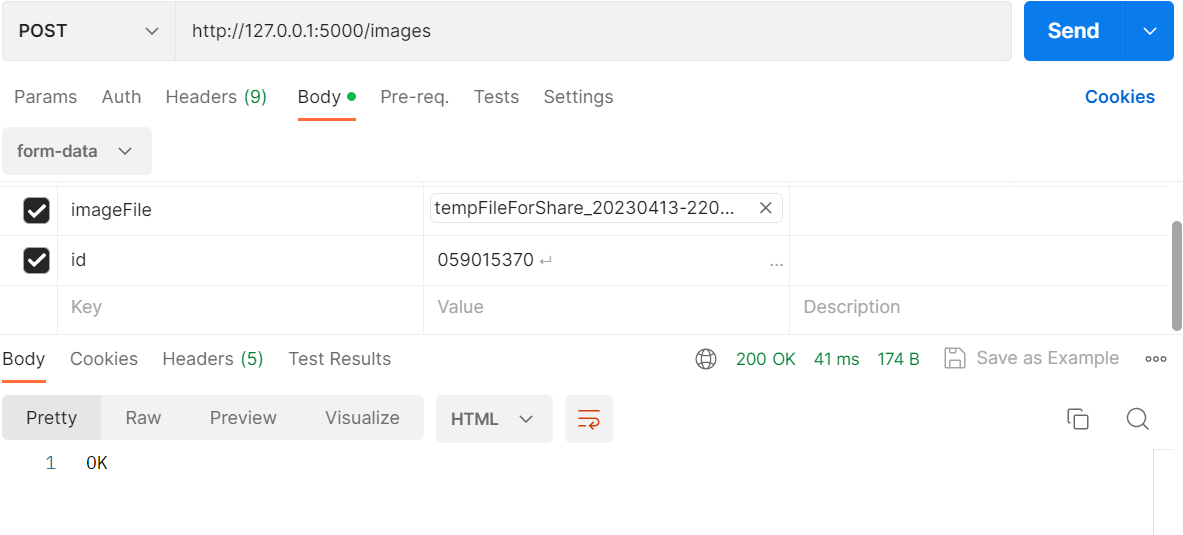 POST http://127.0.0.1:5000/images Send
Params Auth Headers (9) Body Pre-req. Tests Settings Cookies
form-data
imageFile tempFileForShare_20230413-220...
id 059015370 ↵ ...
Key Value Description
Body Cookies Headers (5) Test Results 200 OK 41 ms 174 B Save as Example
Pretty Raw Preview Visualize HTML
1 OK